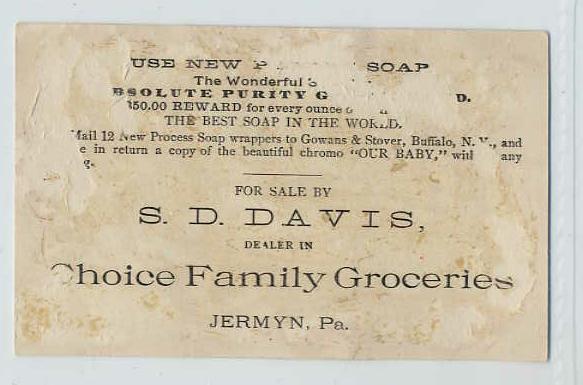 USE NEW P SOAP
The Wonderful S
BSOLUTE PURITY G D.
$50.00 REWARD for every ounce o
THE BEST SOAP IN THE WORLD.
Mail 12 New Process Soap wrappers to Gowans & Stover, Buffalo, N. Y., and
e in return a copy of the beautiful chromo "OUR BABY," with any
g.
FOR SALE BY
S. D. DAVIS,
DEALER IN
Choice Family Groceries
JERMYN, Pa.